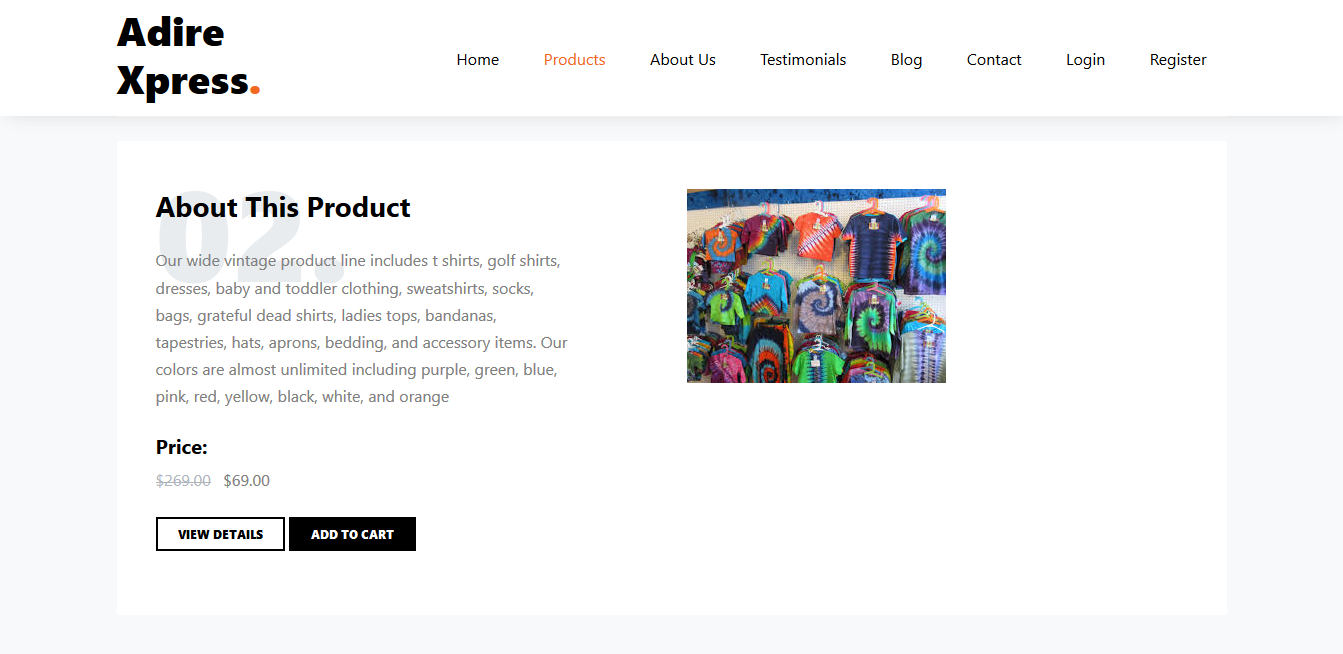 Adire
Xpress.
Home Products About Us Testimonials Blog Contact Login Register
02.
About This Product
Our wide vintage product line includes t shirts, golf shirts,
dresses, baby and toddler clothing, sweatshirts, socks,
bags, grateful dead shirts, ladies tops, bandanas,
tapestries, hats, aprons, bedding, and accessory items. Our
colors are almost unlimited including purple, green, blue,
pink, red, yellow, black, white, and orange
Price:
$269.00 $69.00
VIEW DETAILS ADD TO CART